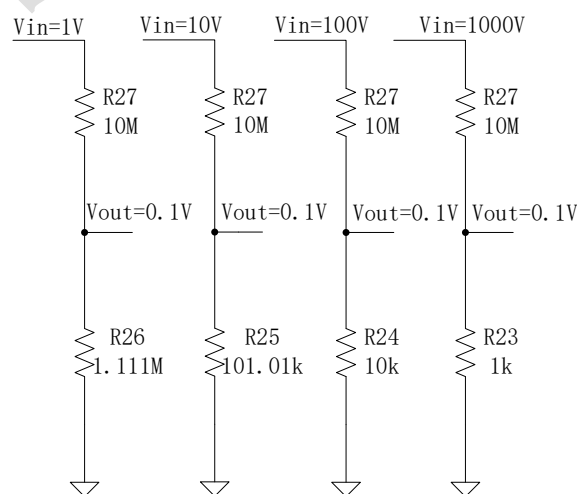 Vin=1V Vin=10V Vin=100V Vin=1000V
R27 R27 R27 R27
10M 10M 10M 10M
Vout=0.1V Vout=0.1V Vout=0.1V Vout=0.1V
R26 R25 R24 R23
1.111M 101.01k 10k 1k